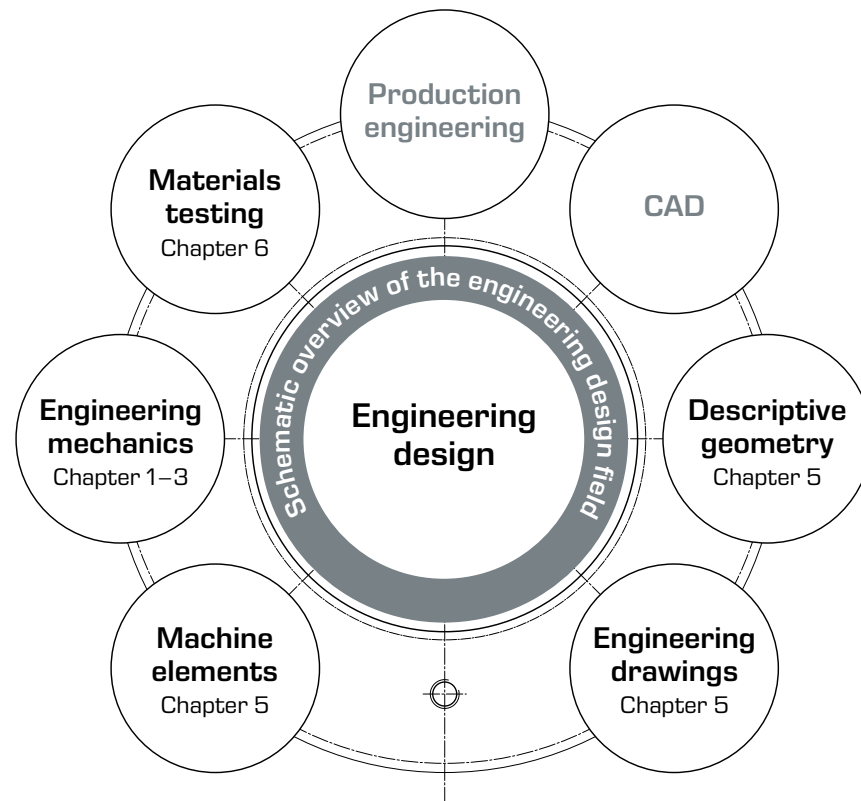 Production
engineering
Materials
testing
Chapter 6
CAD
Schematic overview of the engineering design field
Engineering
design
Engineering
mechanics
Chapter 1–3
Descriptive
geometry
Chapter 5
Machine
elements
Chapter 5
Engineering
drawings
Chapter 5